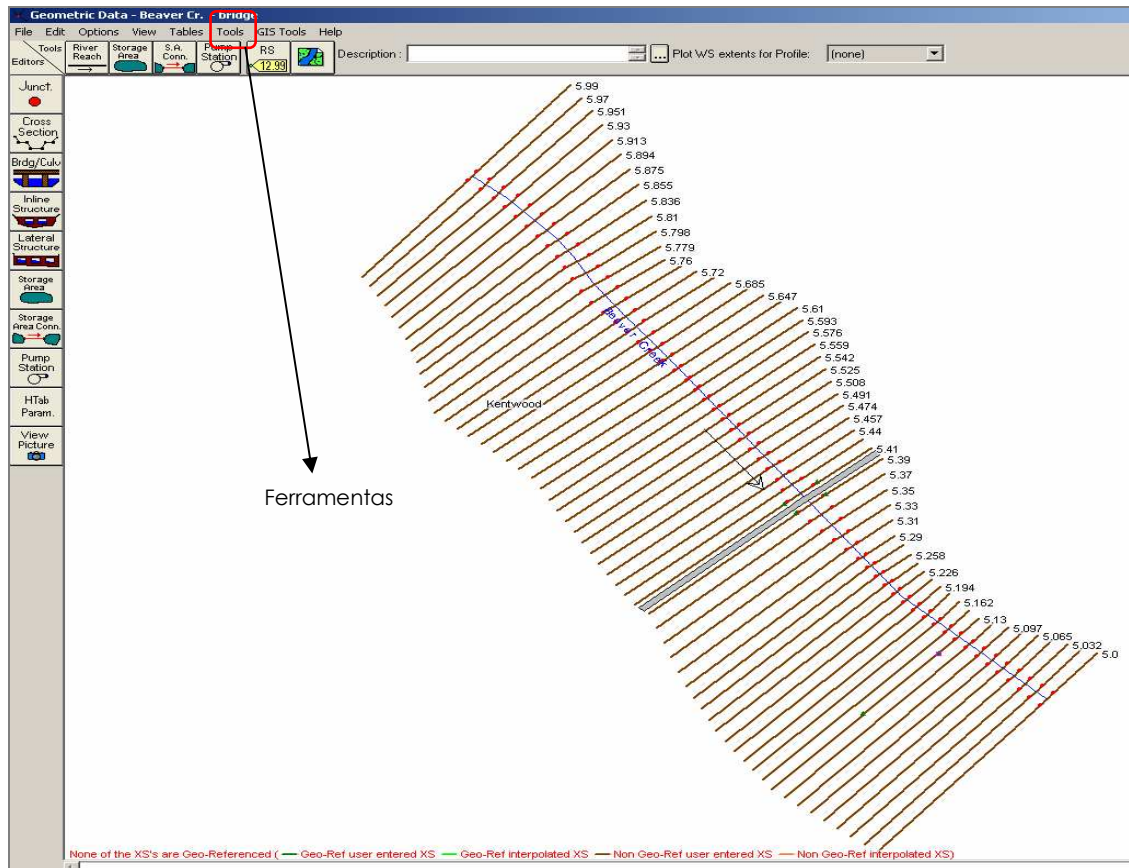 Geometric Data - Beaver Cr. - bridge
File Edit Options View Tables Tools GIS Tools Help
Tools
Editors
River Reach
Storage Area
S.A. Conn.
Pump Station
RS
12.99
Description :
...
Plot WS extents for Profile:
(none)
Junct.
Cross Section
Brdg/Culv
Inline Structure
Lateral Structure
Storage Area
Storage Area Conn.
Pump Station
HTab Param.
View Picture
5.99
5.97
5.951
5.93
5.913
5.894
5.875
5.855
5.836
5.81
5.798
5.779
5.76
5.72
5.685
5.647
5.61
5.593
5.576
5.559
5.542
5.525
5.508
5.491
5.474
5.457
5.44
5.41
5.39
5.37
5.35
5.33
5.31
5.29
5.258
5.226
5.194
5.162
5.13
5.097
5.065
5.032
5.0
Beaver Creek
Kentwood
Ferramentas
None of the XS's are Geo-Referenced ( — Geo-Ref user entered XS — Geo-Ref interpolated XS — Non Geo-Ref user entered XS — Non Geo-Ref interpolated XS)